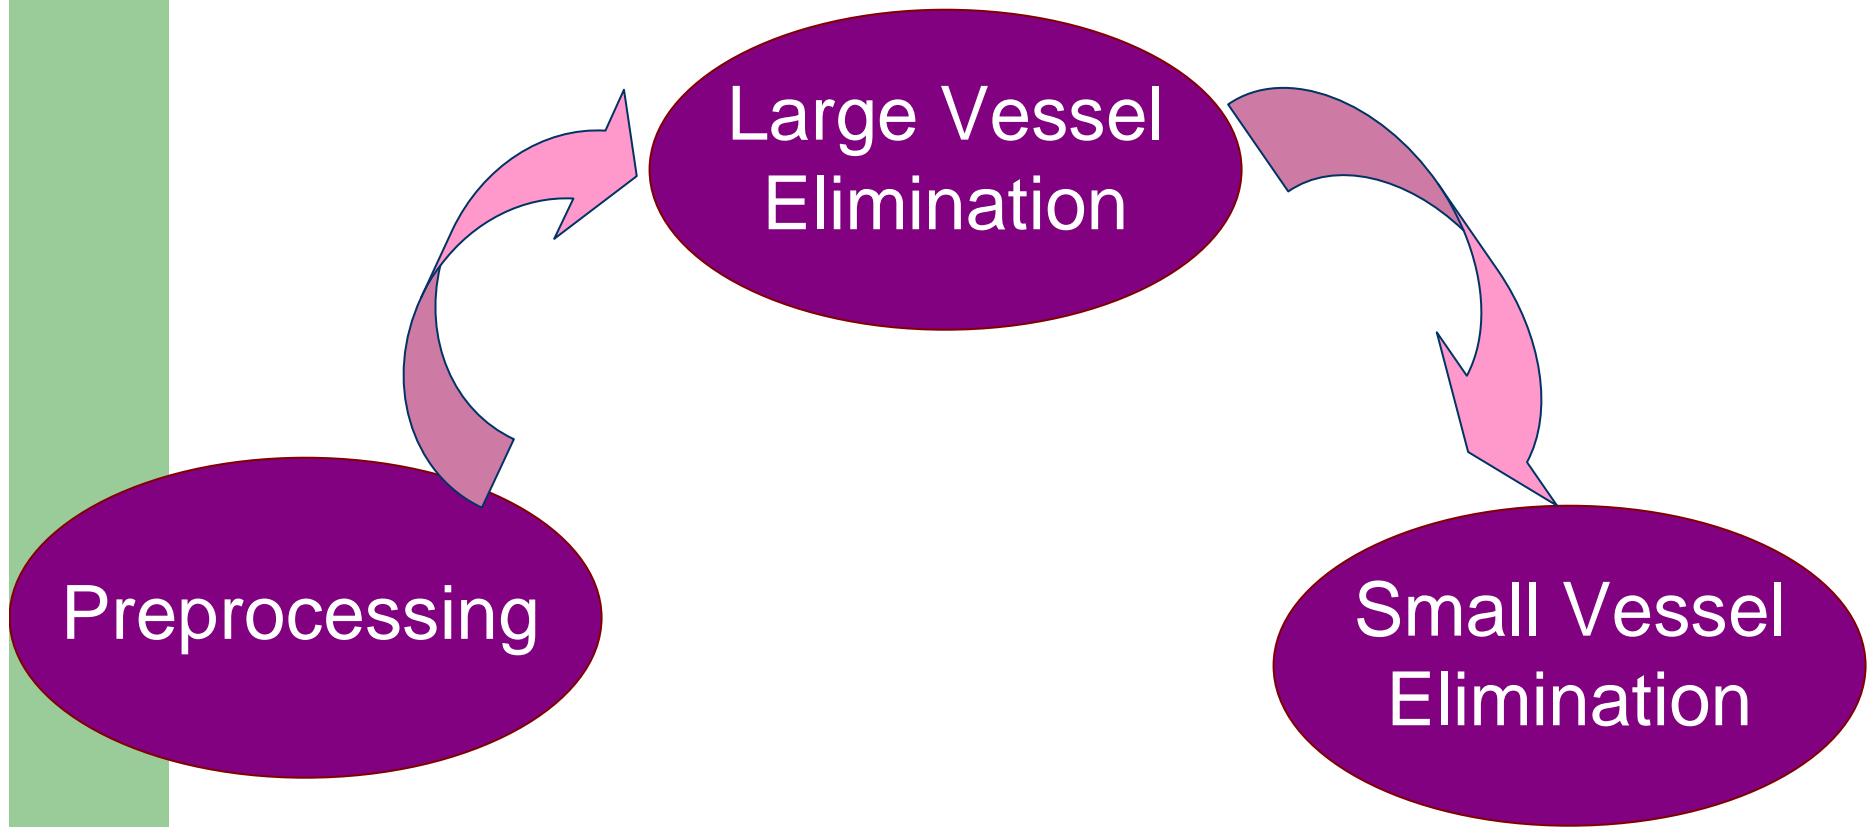 Large Vessel
Elimination
Preprocessing
Small Vessel
Elimination